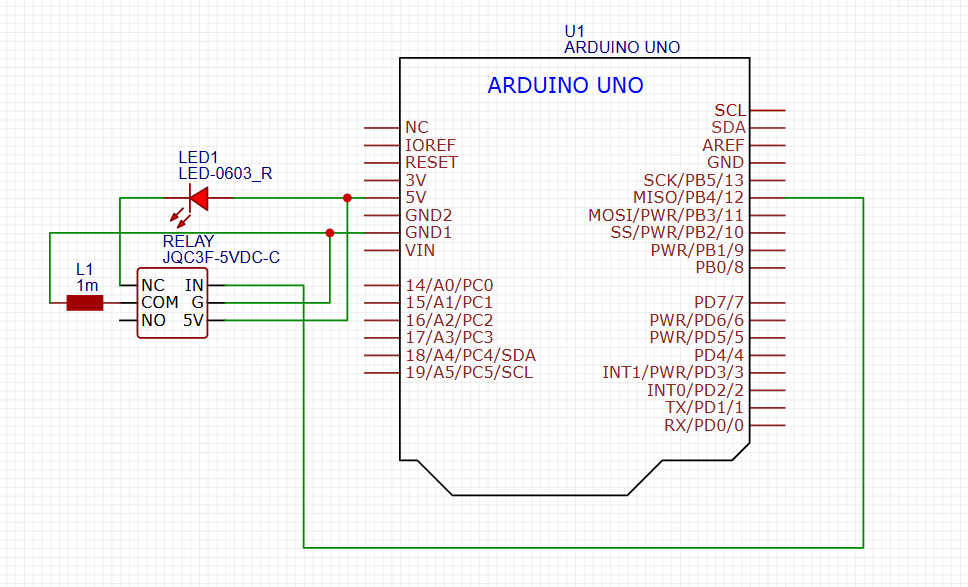 U1
ARDUINO UNO
ARDUINO UNO
LED1
LED-0603_R
RELAY
JQC3F-5VDC-C
L1
1m
NC IN
COM G
NO 5V
NC
IOREF
RESET
3V
5V
GND2
GND1
VIN
14/A0/PC0
15/A1/PC1
16/A2/PC2
17/A3/PC3
18/A4/PC4/SDA
19/A5/PC5/SCL
SCL
SDA
AREF
GND
SCK/PB5/13
MISO/PB4/12
MOSI/PWR/PB3/11
SS/PWR/PB2/10
PWR/PB1/9
PB0/8
PD7/7
PWR/PD6/6
PWR/PD5/5
PD4/4
INT1/PWR/PD3/3
INT0/PD2/2
TX/PD1/1
RX/PD0/0